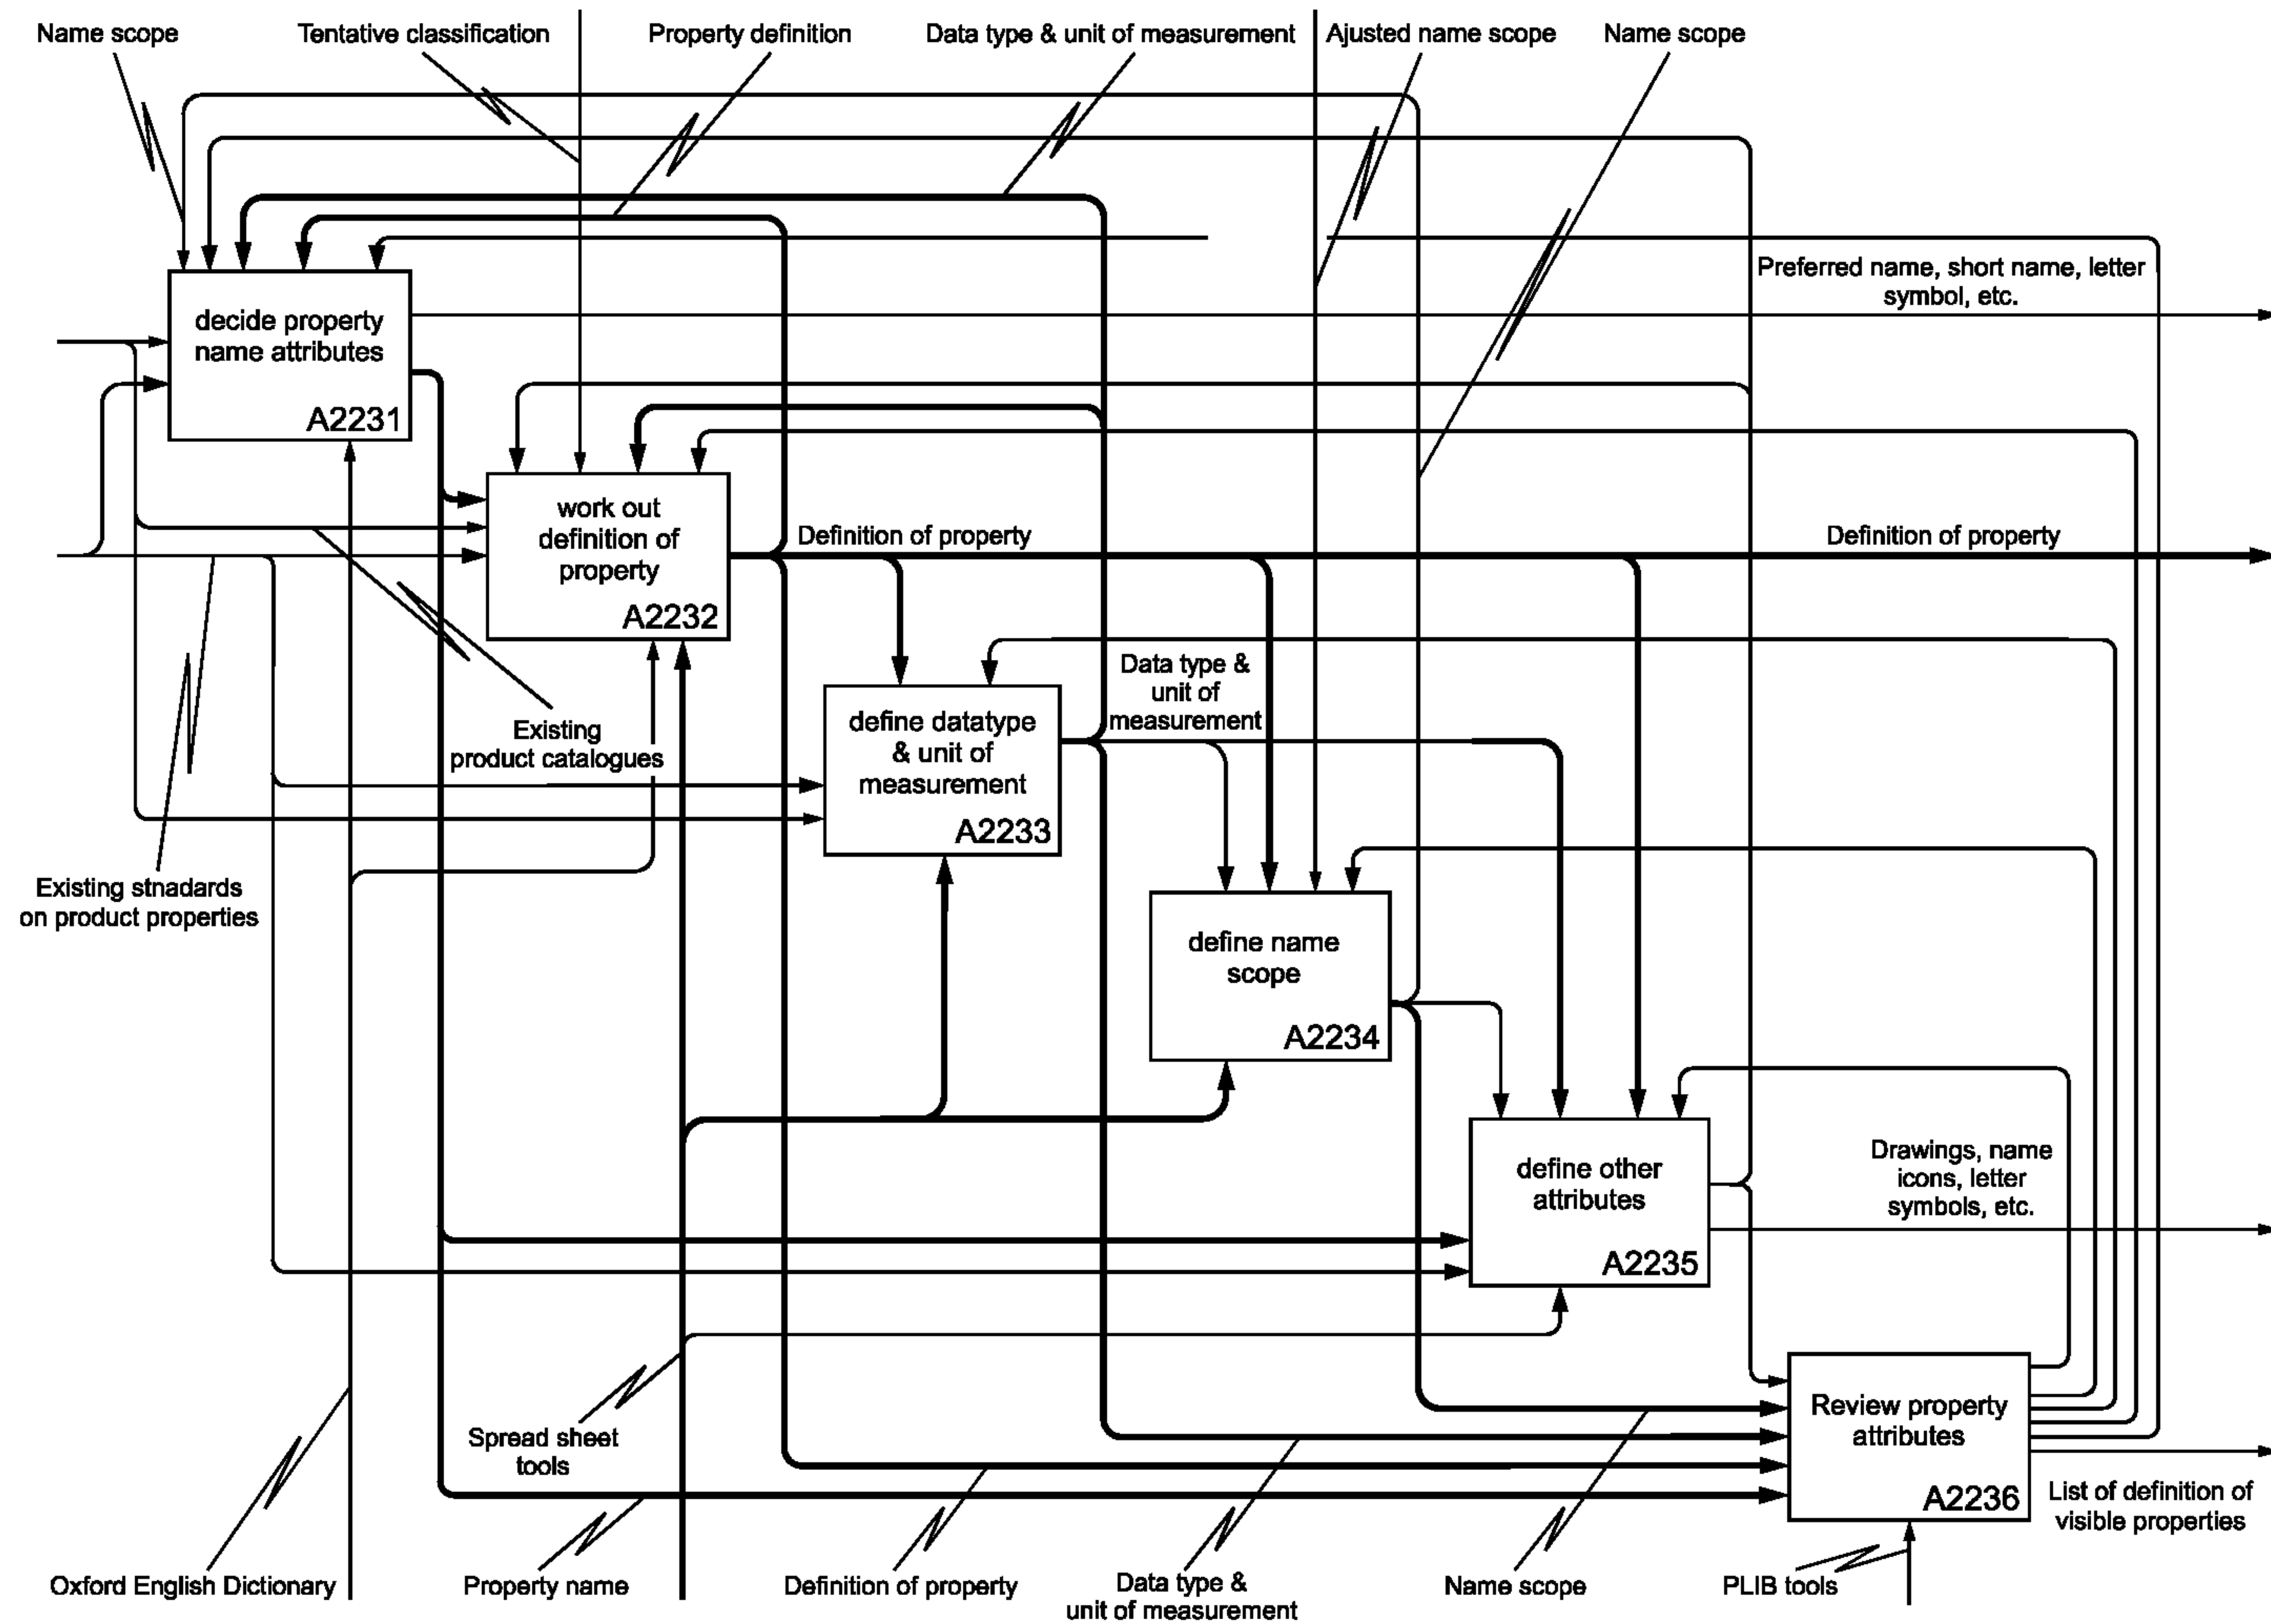 Name scope
Tentative classification
Property definition
Data type & unit of measurement
Ajusted name scope
Name scope
Preferred name, short name, letter
symbol, etc.
decide property
name attributes
A2231
work out
definition of
property
A2232
Definition of property
Definition of property
Data type &
unit of
measurement
define datatype
& unit of
measurement
A2233
Existing
product catalogues
Existing stnadards
on product properties
define name
scope
A2234
define other
attributes
A2235
Drawings, name
icons, letter
symbols, etc.
Review property
attributes
A2236
Spread sheet
tools
List of definition of
visible properties
Oxford English Dictionary
Property name
Definition of property
Data type &
unit of measurement
Name scope
PLIB tools